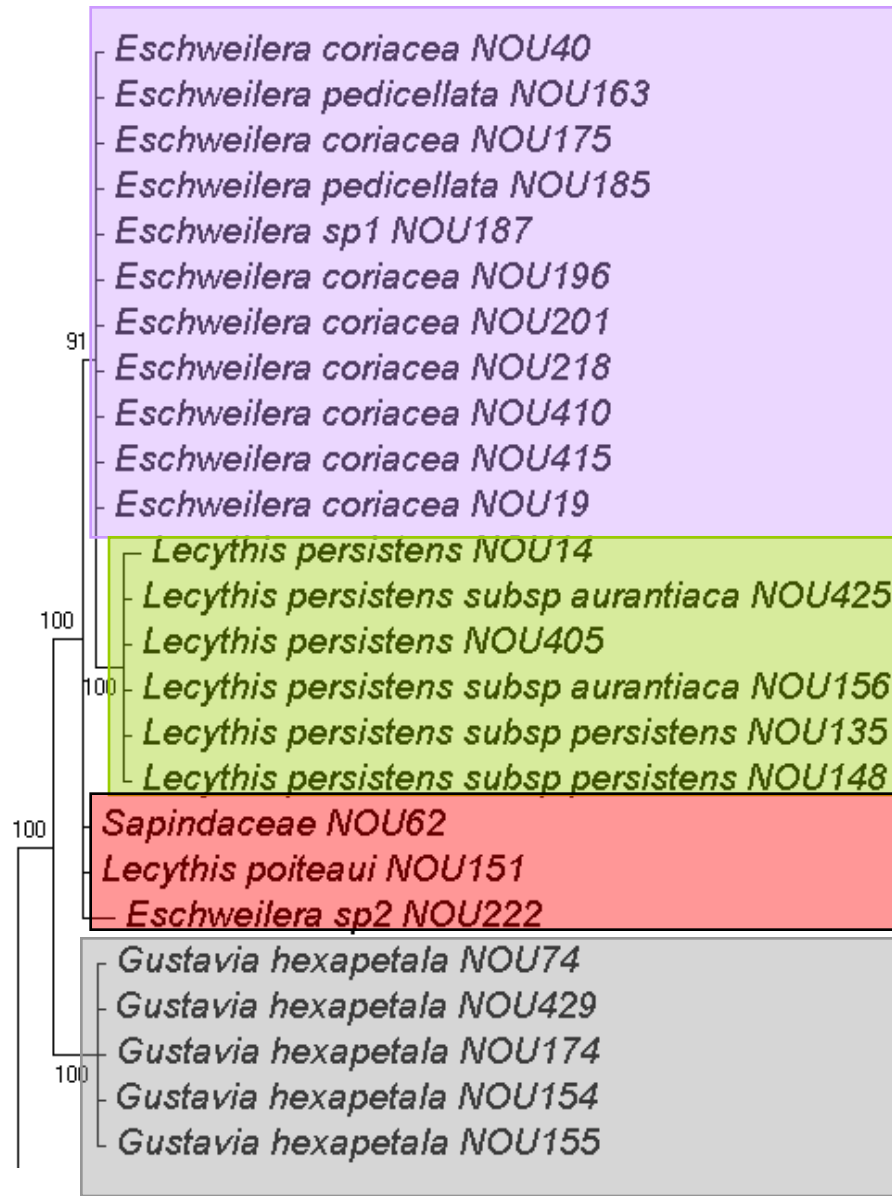 Eschweilera coriacea NOU40
Eschweilera pedicellata NOU163
Eschweilera coriacea NOU175
Eschweilera pedicellata NOU185
Eschweilera sp1 NOU187
Eschweilera coriacea NOU196
Eschweilera coriacea NOU201
91
Eschweilera coriacea NOU218
Eschweilera coriacea NOU410
Eschweilera coriacea NOU415
Eschweilera coriacea NOU19
Lecythis persistens NOU14
Lecythis persistens subsp aurantiaca NOU425
100
Lecythis persistens NOU405
100
Lecythis persistens subsp aurantiaca NOU156
Lecythis persistens subsp persistens NOU135
Lecythis persistens subsp persistens NOU148
100
Sapindaceae NOU62
Lecythis poiteaui NOU151
Eschweilera sp2 NOU222
Gustavia hexapetala NOU74
Gustavia hexapetala NOU429
Gustavia hexapetala NOU174
100
Gustavia hexapetala NOU154
Gustavia hexapetala NOU155